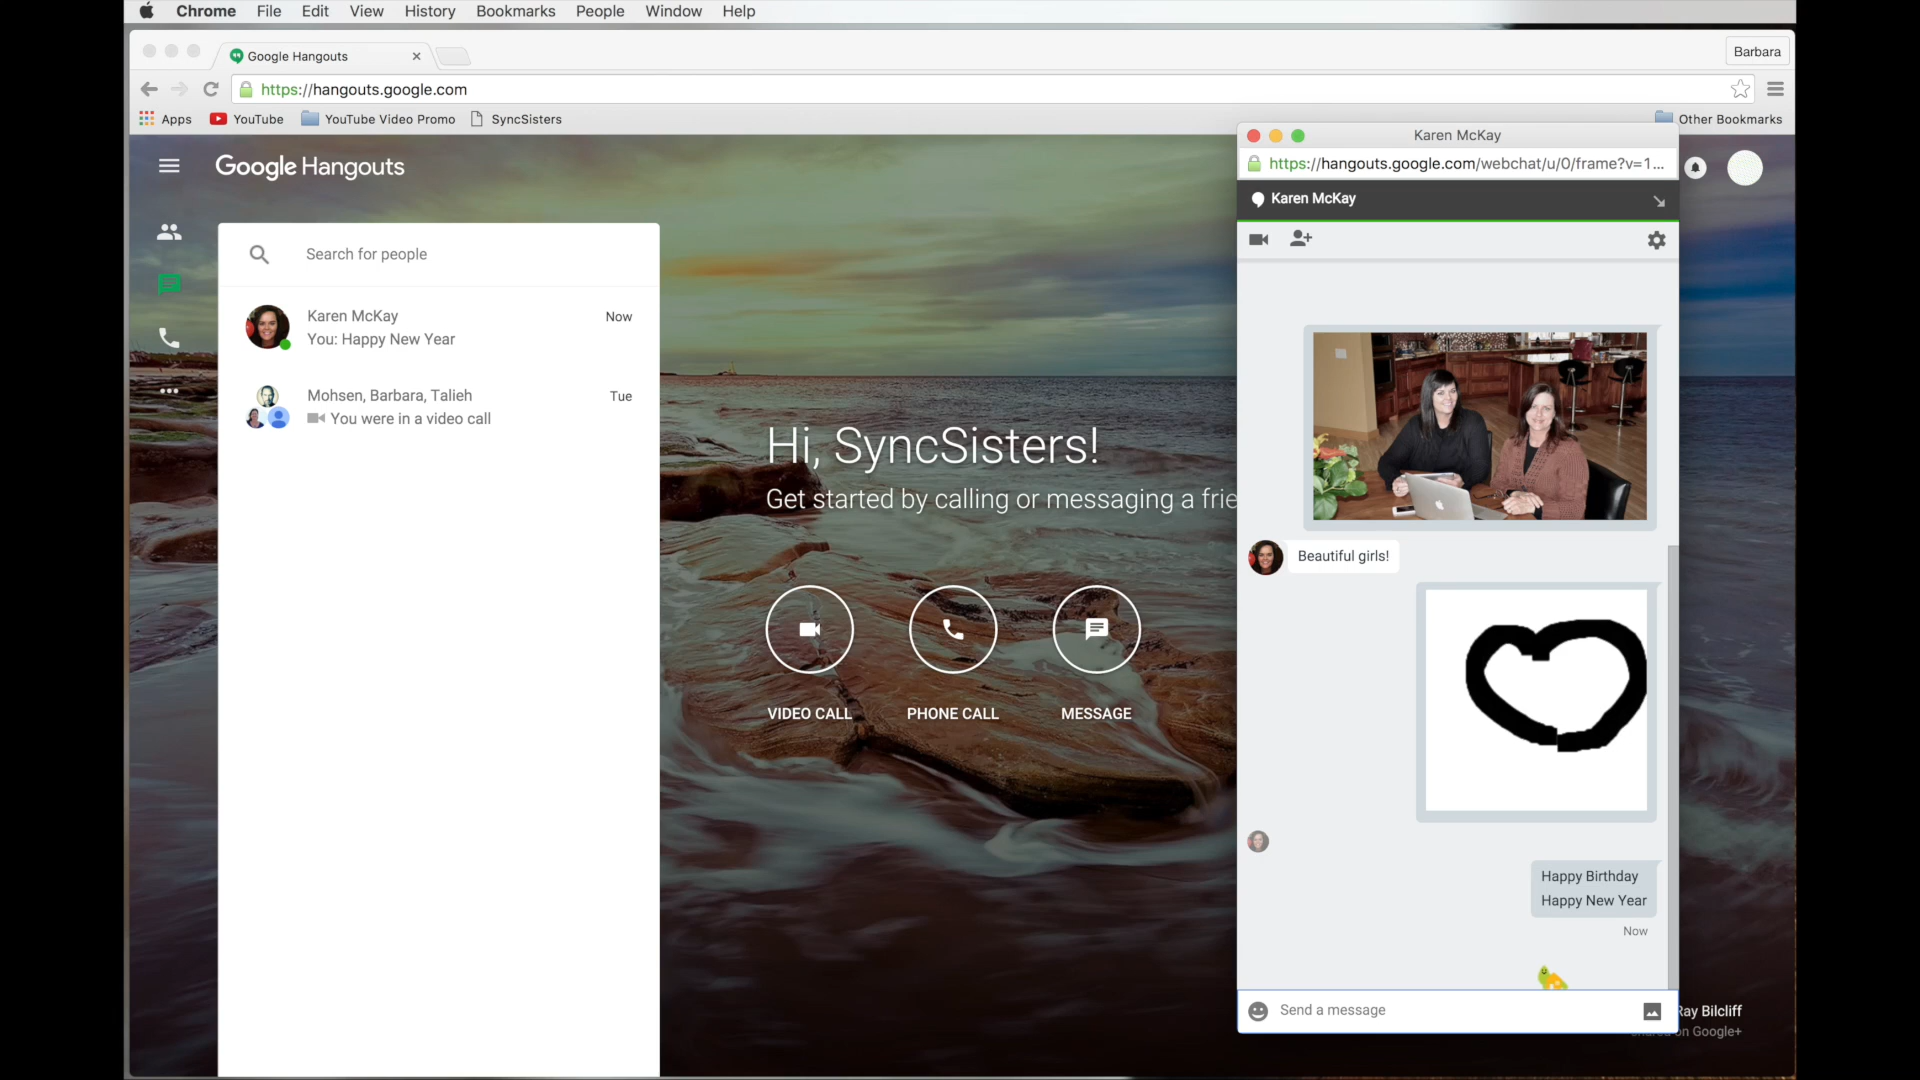 Chrome File Edit View History Bookmarks People Window Help
Google Hangouts
Barbara
https://hangouts.google.com
Apps YouTube YouTube Video Promo SyncSisters Other Bookmarks
Google Hangouts
Search for people
Karen McKay Now
You: Happy New Year
Mohsen, Barbara, Talieh Tue
You were in a video call
Hi, SyncSisters!
Get started by calling or messaging a frie
VIDEO CALL PHONE CALL MESSAGE
Karen McKay
https://hangouts.google.com/webchat/u/0/frame?v=1...
Karen McKay
Beautiful girls!
Happy Birthday
Happy New Year
Now
Send a message
Ray Bilcliff
on Google+